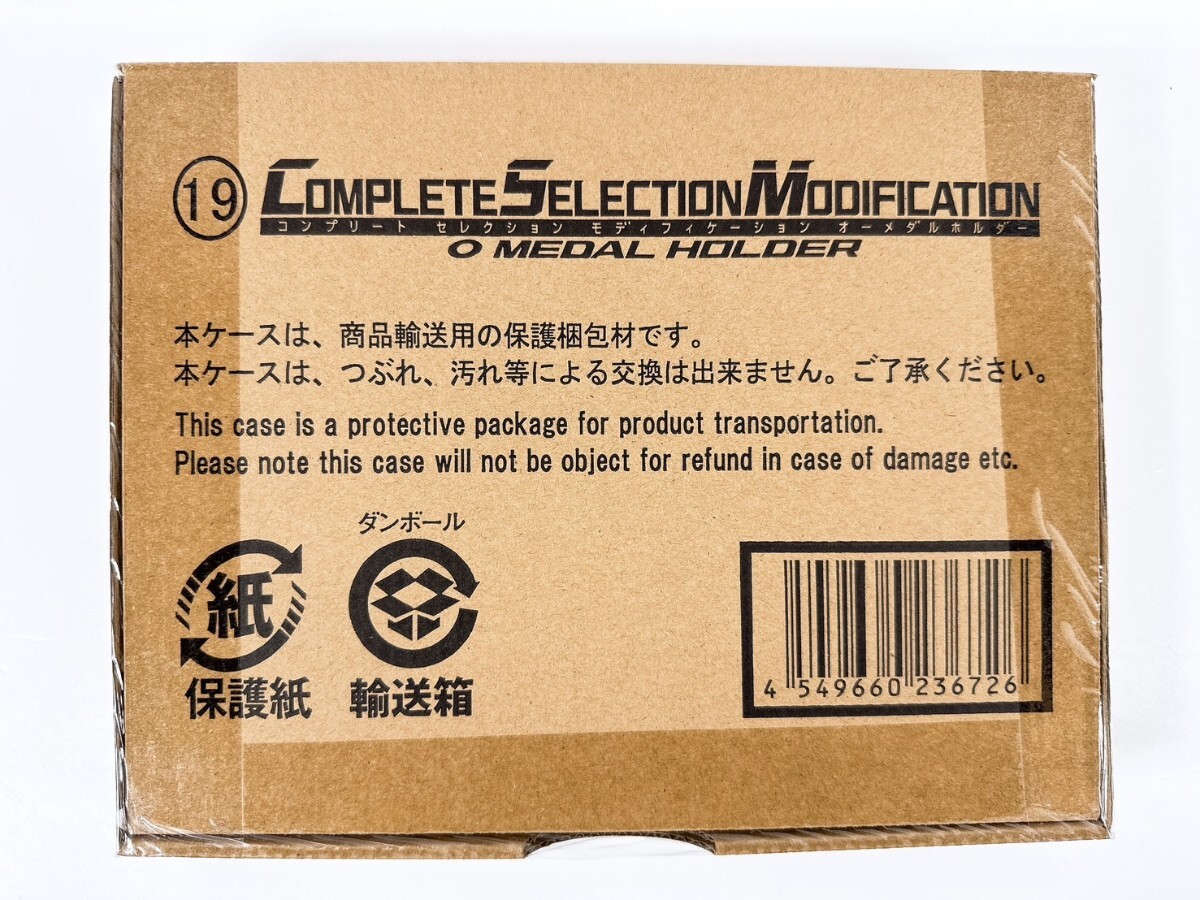 ⑲ COMPLETE SELECTION MODIFICATION
コンプリート セレクション モディフィケーション オーメダルホルダー
O MEDAL HOLDER
本ケースは、商品輸送用の保護梱包材です。
本ケースは、つぶれ、汚れ等による交換は出来ません。ご了承ください。
This case is a protective package for product transportation.
Please note this case will not be object for refund in case of damage etc.
ダンボール
紙
保護紙
輸送箱
4 549660 236726